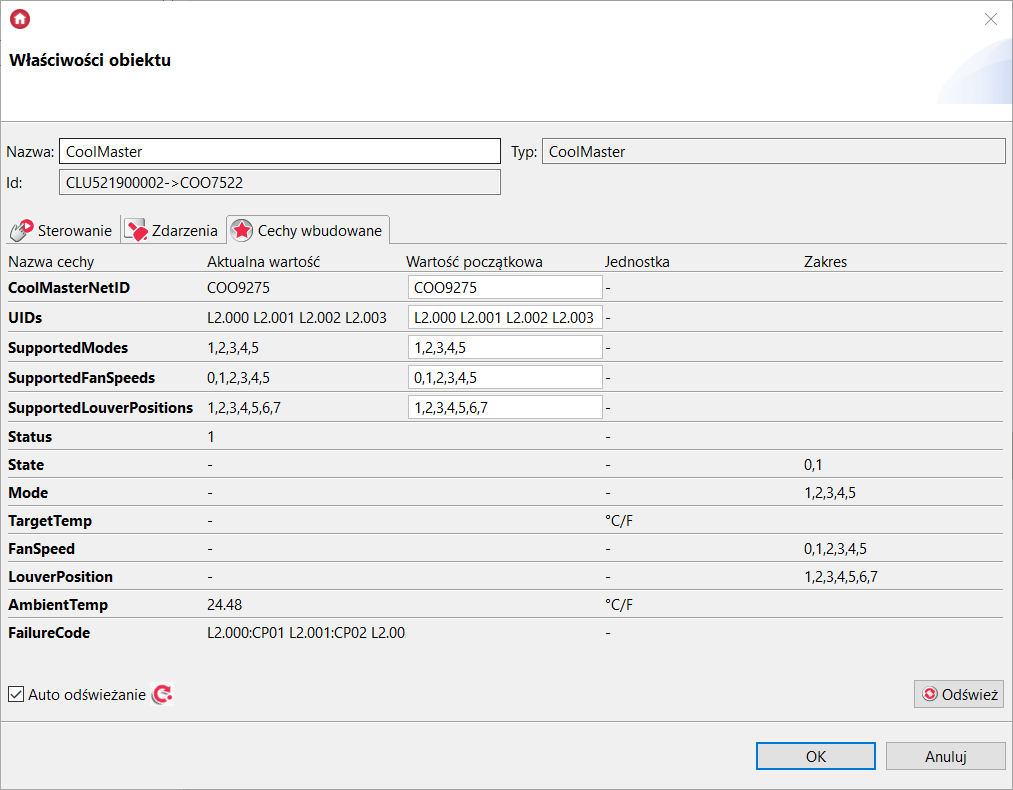 Właściwości obiektu
Nazwa: CoolMaster Typ: CoolMaster
Id: CLU521900002->COO7522
Sterowanie Zdarzenia Cechy wbudowane
Nazwa cechy Aktualna wartość Wartość początkowa Jednostka Zakres
CoolMasterNetID COO9275 COO9275 -
UIDs L2.000 L2.001 L2.002 L2.003 L2.000 L2.001 L2.002 L2.003 -
SupportedModes 1,2,3,4,5 1,2,3,4,5 -
SupportedFanSpeeds 0,1,2,3,4,5 0,1,2,3,4,5 -
SupportedLouverPositions 1,2,3,4,5,6,7 1,2,3,4,5,6,7 -
Status 1 -
State - - 0,1
Mode - - 1,2,3,4,5
TargetTemp - °C/F
FanSpeed - - 0,1,2,3,4,5
LouverPosition - - 1,2,3,4,5,6,7
AmbientTemp 24.48 °C/F
FailureCode L2.000:CP01 L2.001:CP02 L2.00 -
Auto odświeżanie Odśwież
OK Anuluj